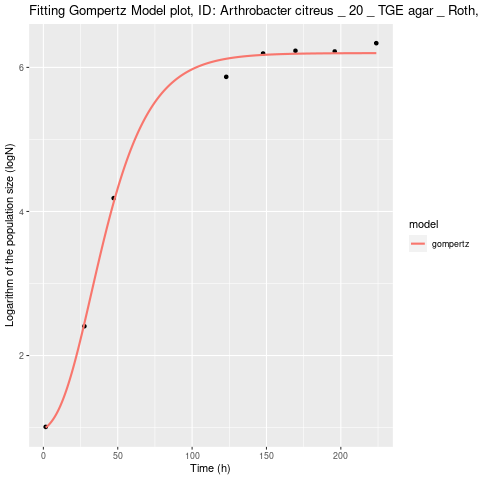 Fitting Gompertz Model plot, ID: Arthrobacter citreus _ 20 _ TGE agar _ Roth,
Logarithm of the population size (logN)
6
4
2
0
50
100
150
200
Time (h)
model
gompertz